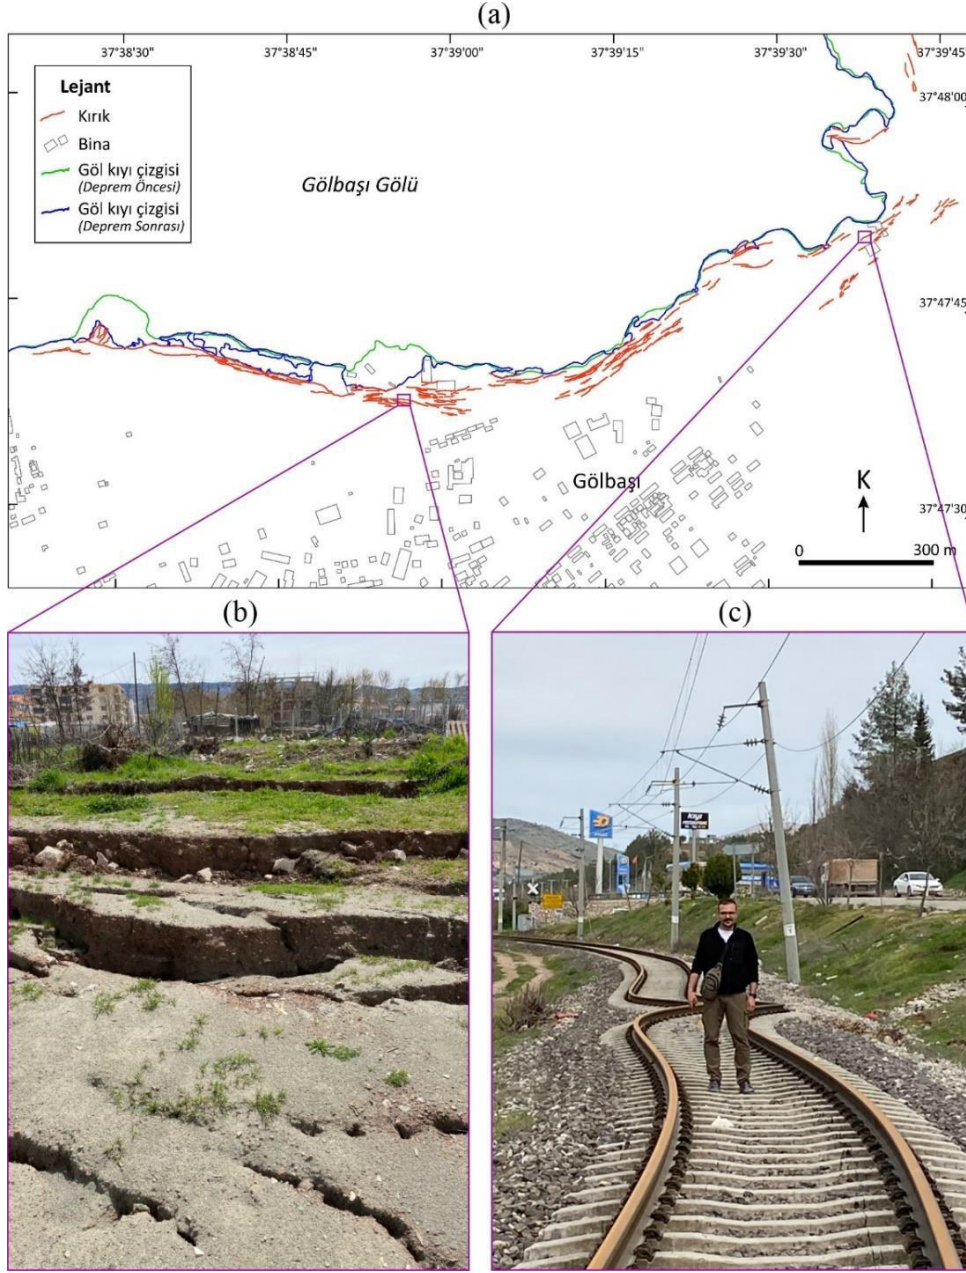 (a)
37°38'30" 37°38'45" 37°39'00" 37°39'15" 37°39'30" 37°39'45"
Lejant
Kırık
Bina
Göl kıyı çizgisi
(Deprem Öncesi)
Göl kıyı çizgisi
(Deprem Sonrası)
Gölbaşı Gölü
37°48'00"
37°47'45"
Gölbaşı
K
37°47'30"
0 300 m
(b) (c)
kıyı